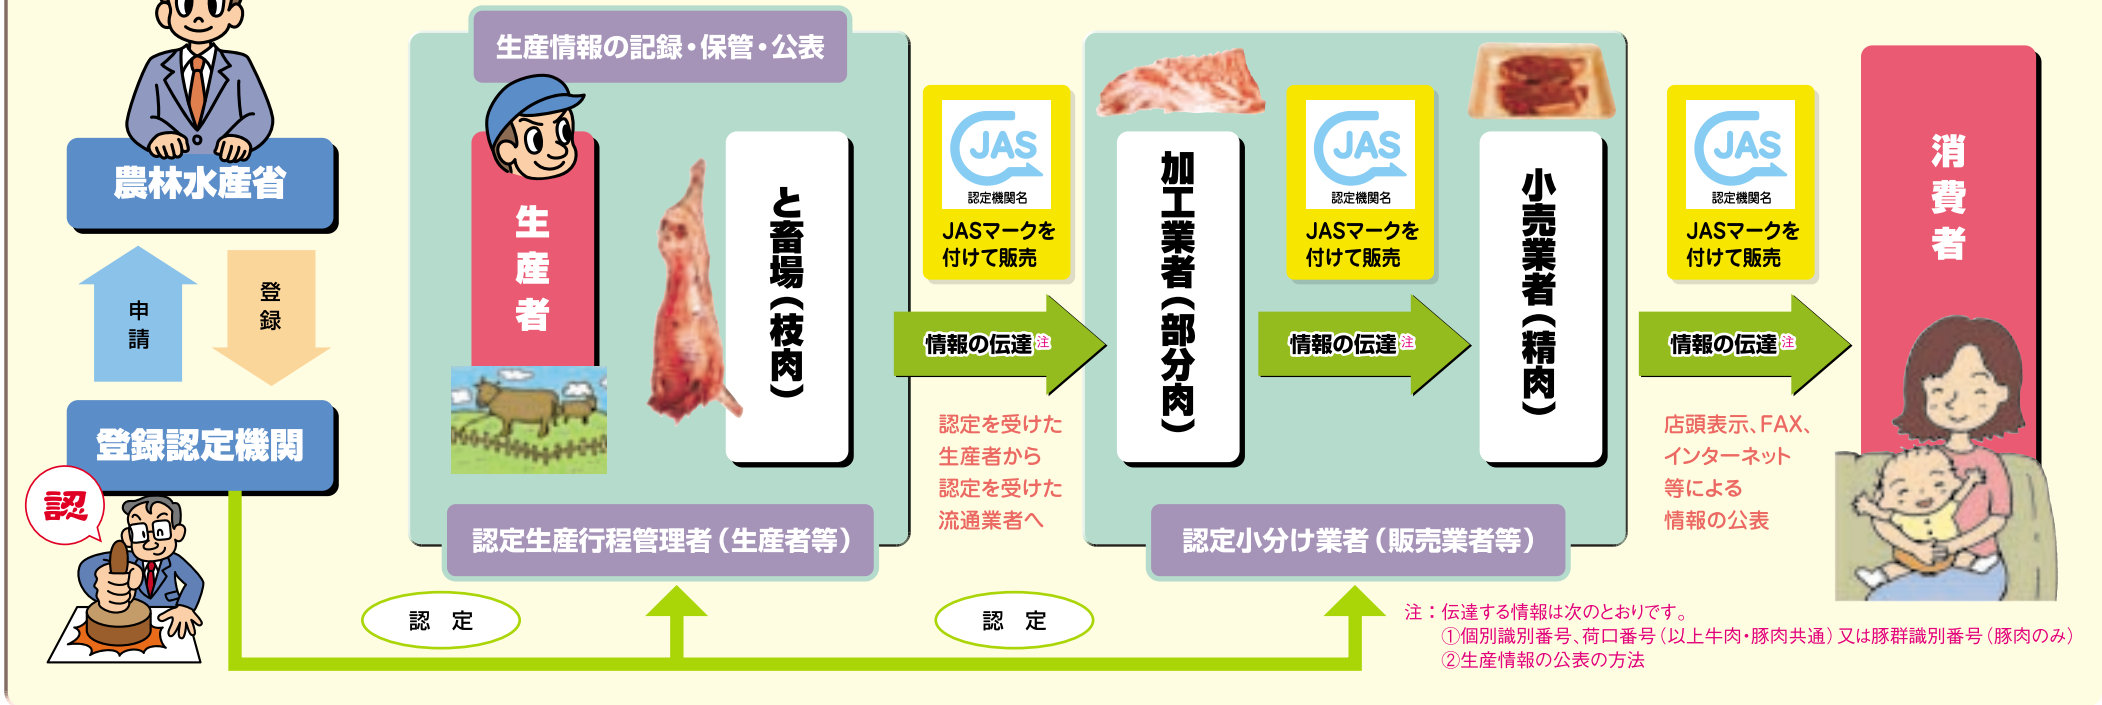 農林水産省
申請
登録
登録認定機関
認
生産情報の記録・保管・公表
生産者
と畜場（枝肉）
認定生産行程管理者（生産者等）
JAS
認定機関名
JASマークを
付けて販売
情報の伝達注
認定を受けた
生産者から
認定を受けた
流通業者へ
加工業者（部分肉）
JAS
認定機関名
JASマークを
付けて販売
情報の伝達注
小売業者（精肉）
認定小分け業者（販売業者等）
JAS
認定機関名
JASマークを
付けて販売
情報の伝達注
店頭表示、FAX、
インターネット
等による
情報の公表
消費者
認 定
認 定
注：伝達する情報は次のとおりです。
①個別識別番号、荷口番号（以上牛肉・豚肉共通）又は豚群識別番号（豚肉のみ）
②生産情報の公表の方法